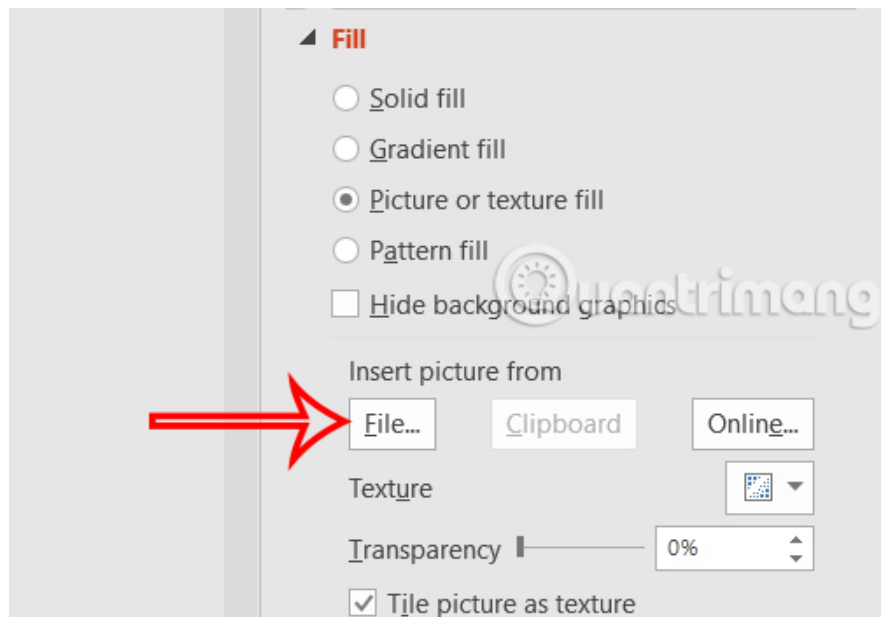 Fill
Solid fill
Gradient fill
Picture or texture fill
Pattern fill
Hide background graphics
Quantrimang
Insert picture from
File... Clipboard Online...
Texture
Transparency 0%
Tile picture as texture